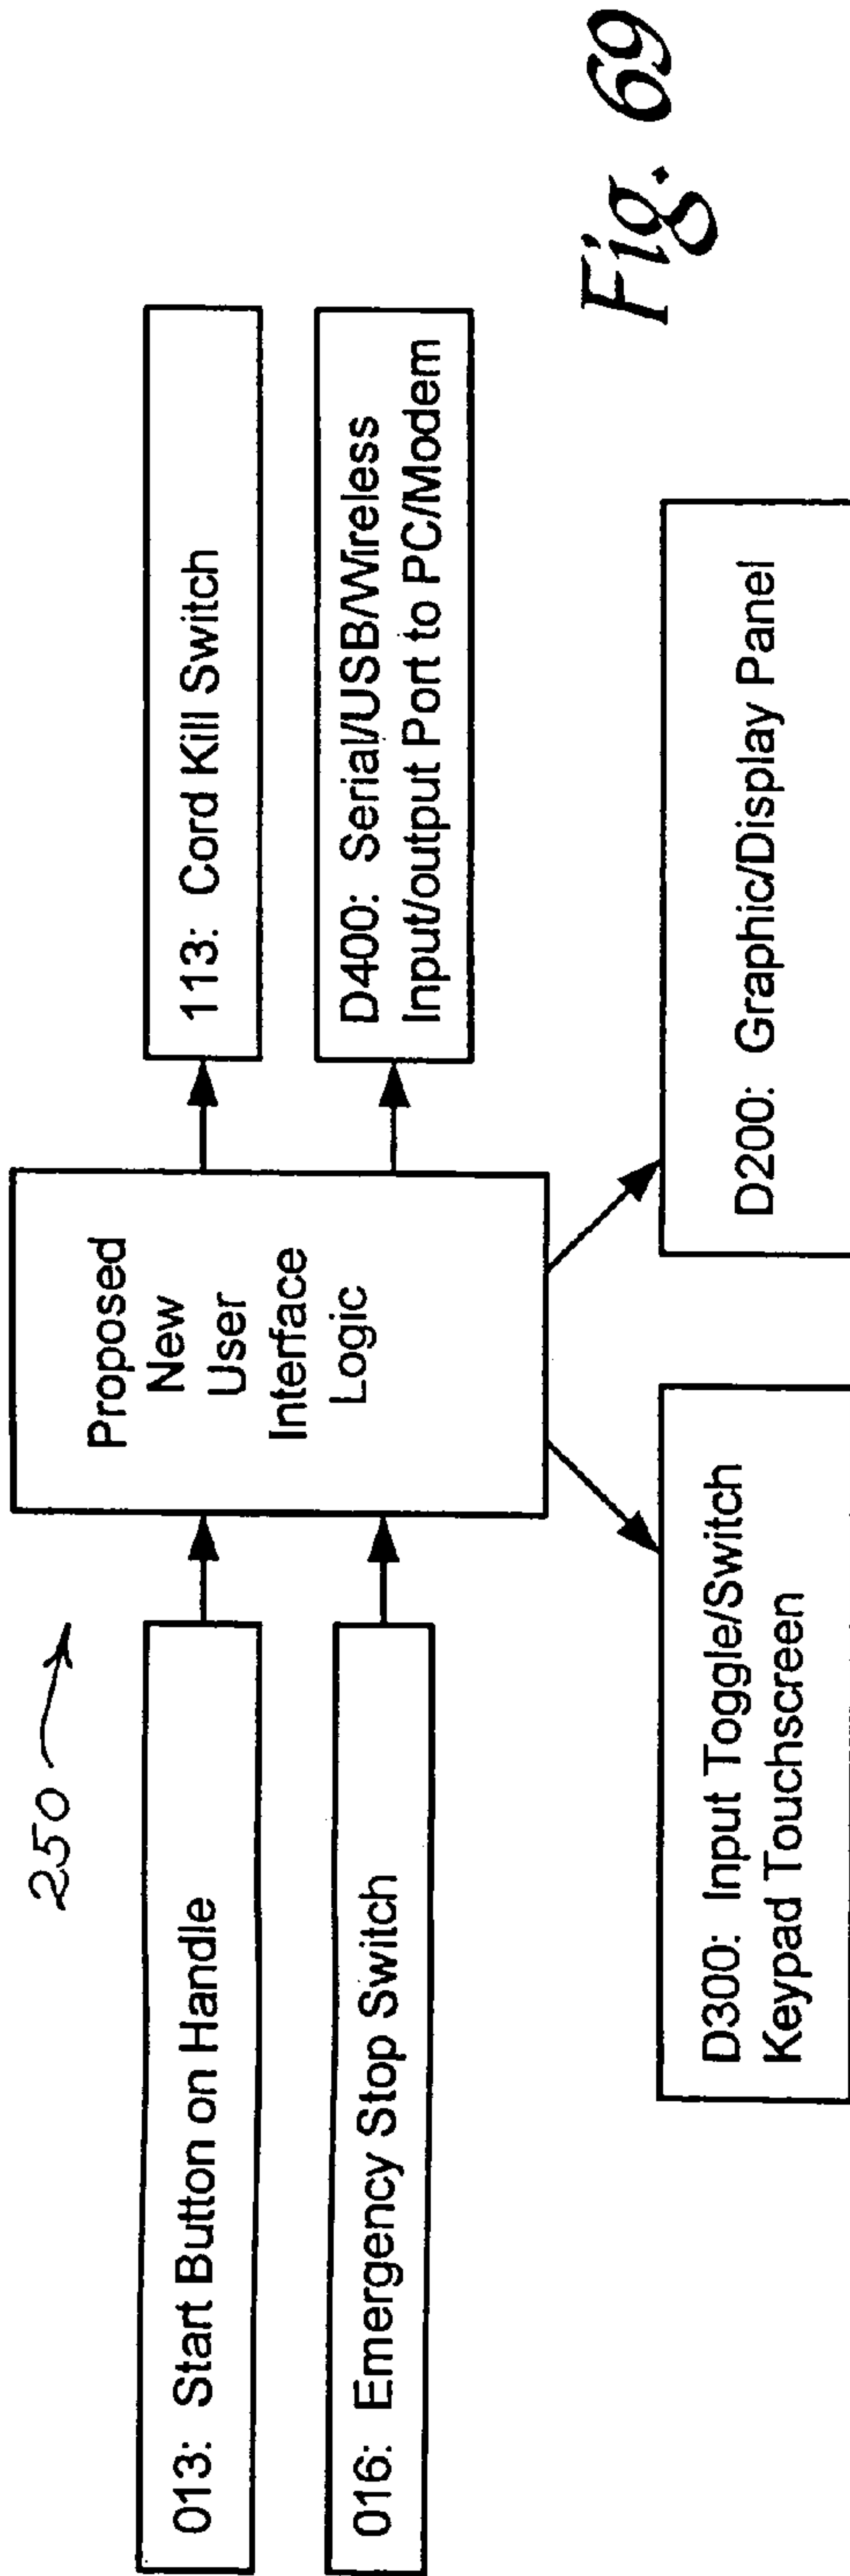 250
013: Start Button on Handle
016: Emergency Stop Switch
Proposed
New
User
Interface
Logic
113: Cord Kill Switch
D400: Serial/USB/Wireless
Input/output Port to PC/Modem
D300: Input Toggle/Switch
Keypad Touchscreen
D200: Graphic/Display Panel
Fig. 69